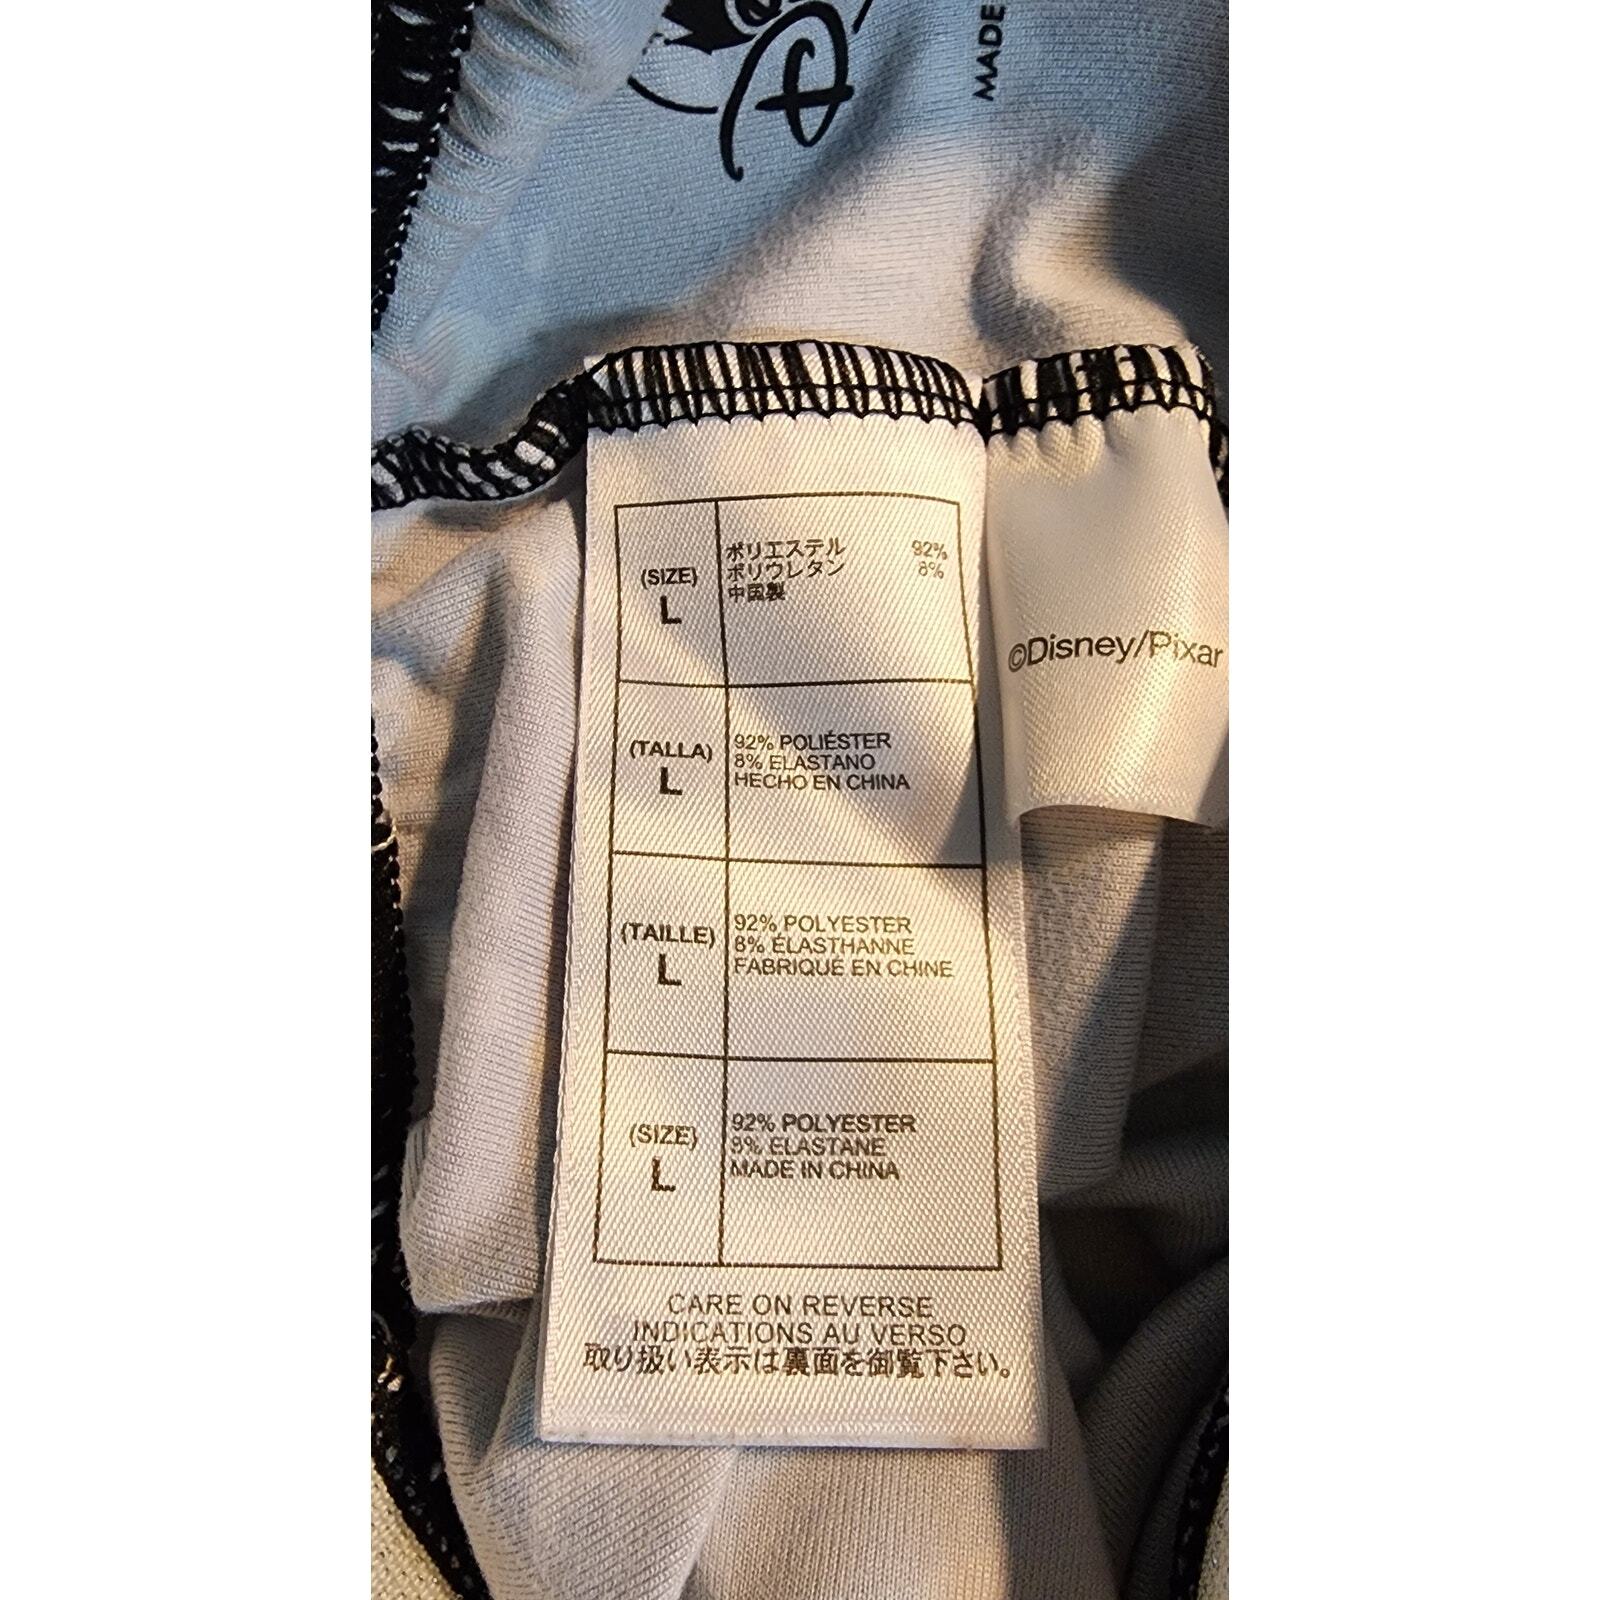 MADE
(SIZE)
L
ポリエステル 92%
ポリウレタン 8%
中国製
©Disney/Pixar
(TALLA)
L
92% POLIÉSTER
8% ELASTANO
HECHO EN CHINA
(TAILLE)
L
92% POLYESTER
8% ÉLASTHANNE
FABRIQUÉ EN CHINE
(SIZE)
L
92% POLYESTER
8% ELASTANE
MADE IN CHINA
CARE ON REVERSE
INDICATIONS AU VERSO
取り扱い表示は裏面を御覧下さい。